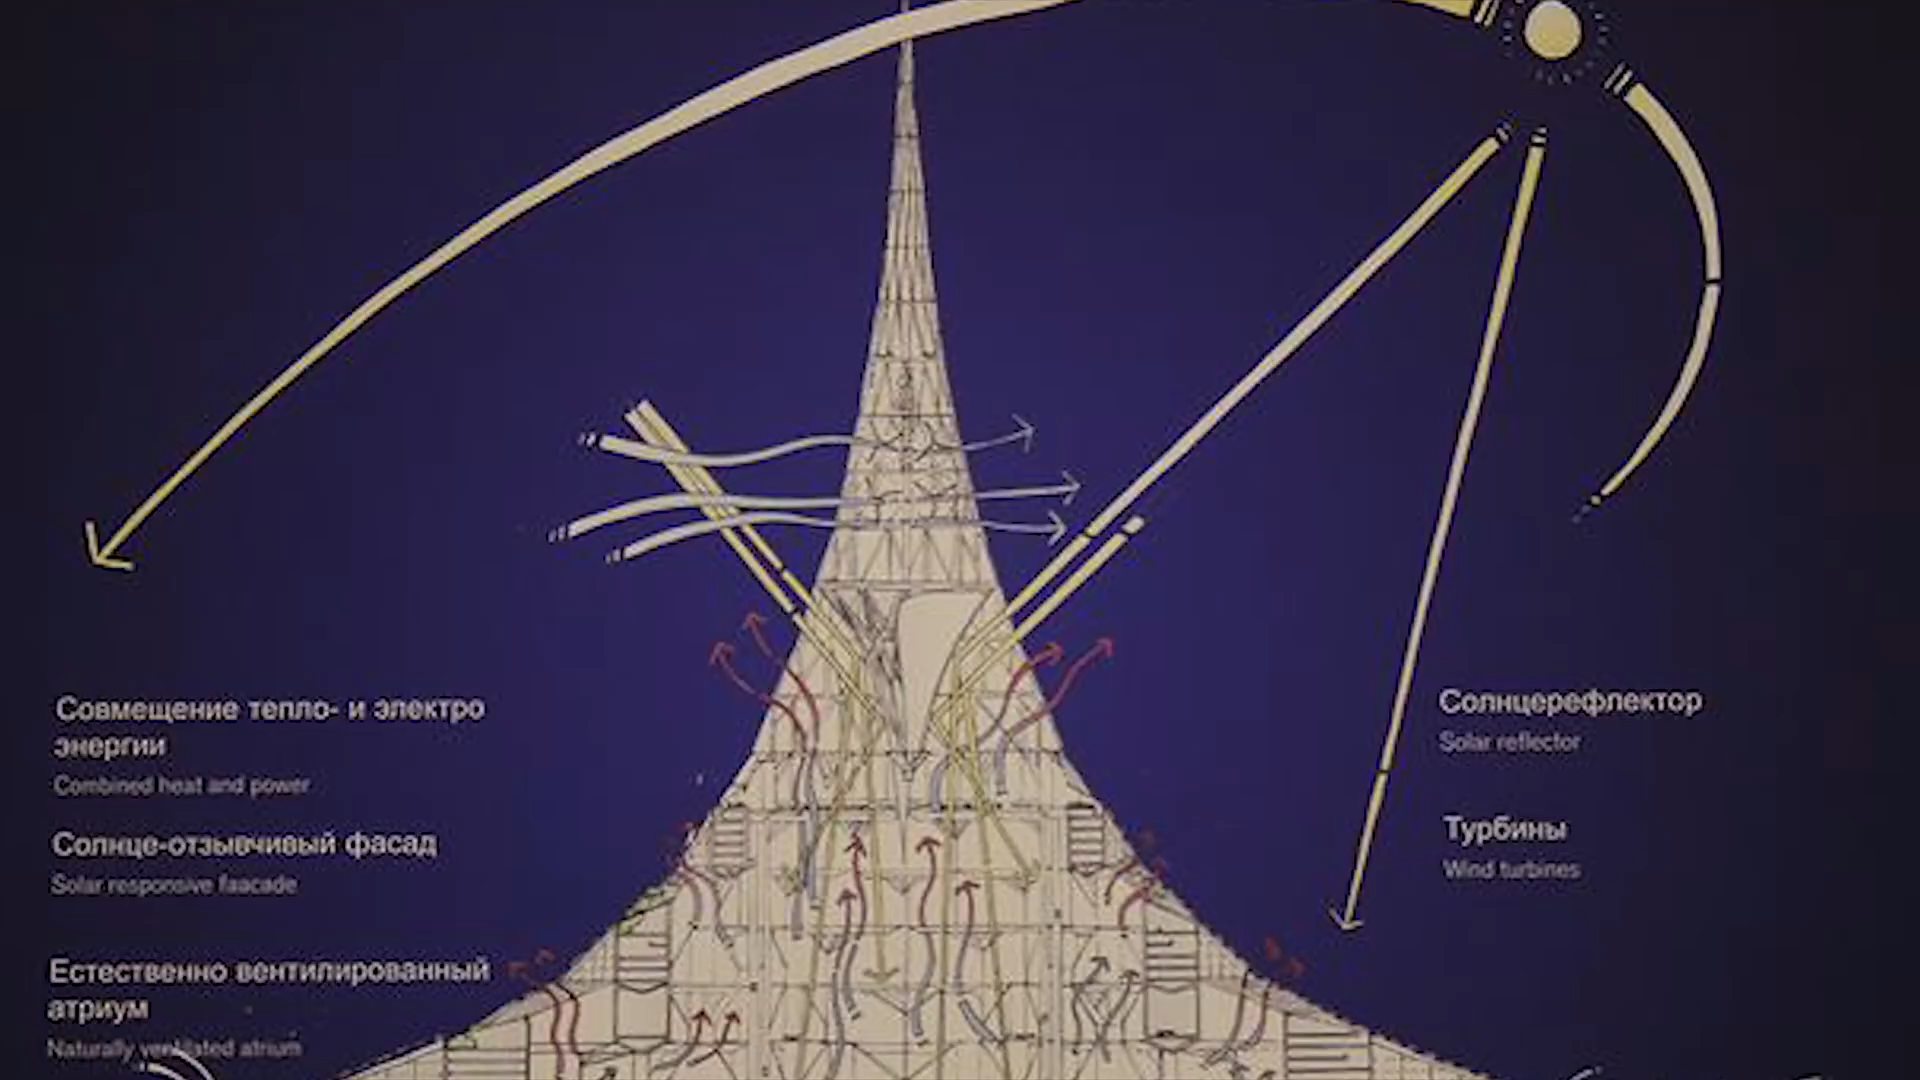 Совмещение тепло- и электро
энергии
Combined heat and power
Солнце-отзывчивый фасад
Solar responsive faacade
Естественно вентилированный
атриум
Naturally ventilated atrium
Солнцерефлектор
Solar reflector
Турбины
Wind turbines